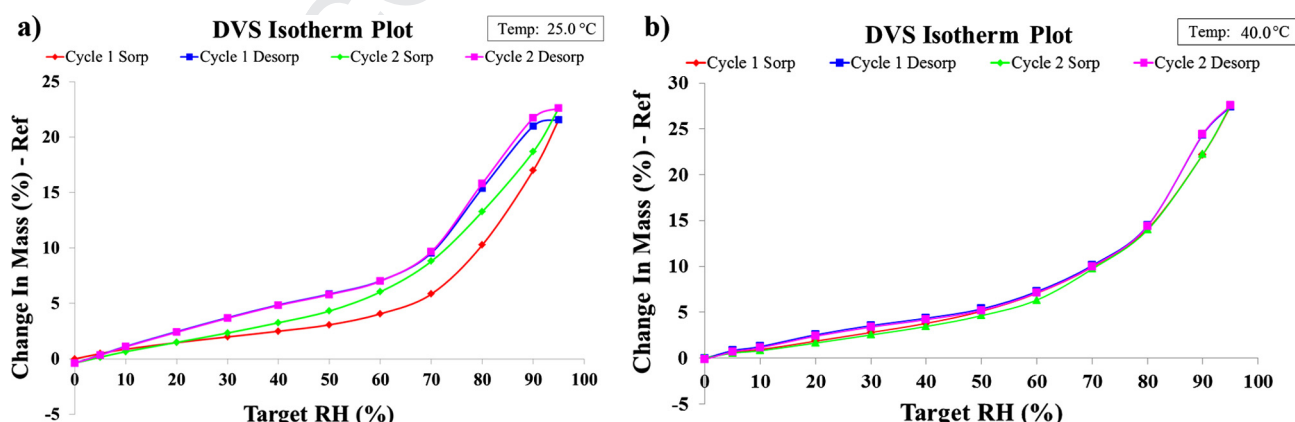 a)
DVS Isotherm Plot
Temp: 25.0 °C
Cycle 1 Sorp
Cycle 1 Desorp
Cycle 2 Sorp
Cycle 2 Desorp
Change In Mass (%) - Ref
25
20
15
10
5
0
-5
0
10
20
30
40
50
60
70
80
90
100
Target RH (%)
b)
DVS Isotherm Plot
Temp: 40.0°C
Cycle 1 Sorp
Cycle 1 Desorp
Cycle 2 Sorp
Cycle 2 Desorp
Change In Mass (%) - Ref
30
25
20
15
10
5
0
-5
0
10
20
30
40
50
60
70
80
90
100
Target RH (%)